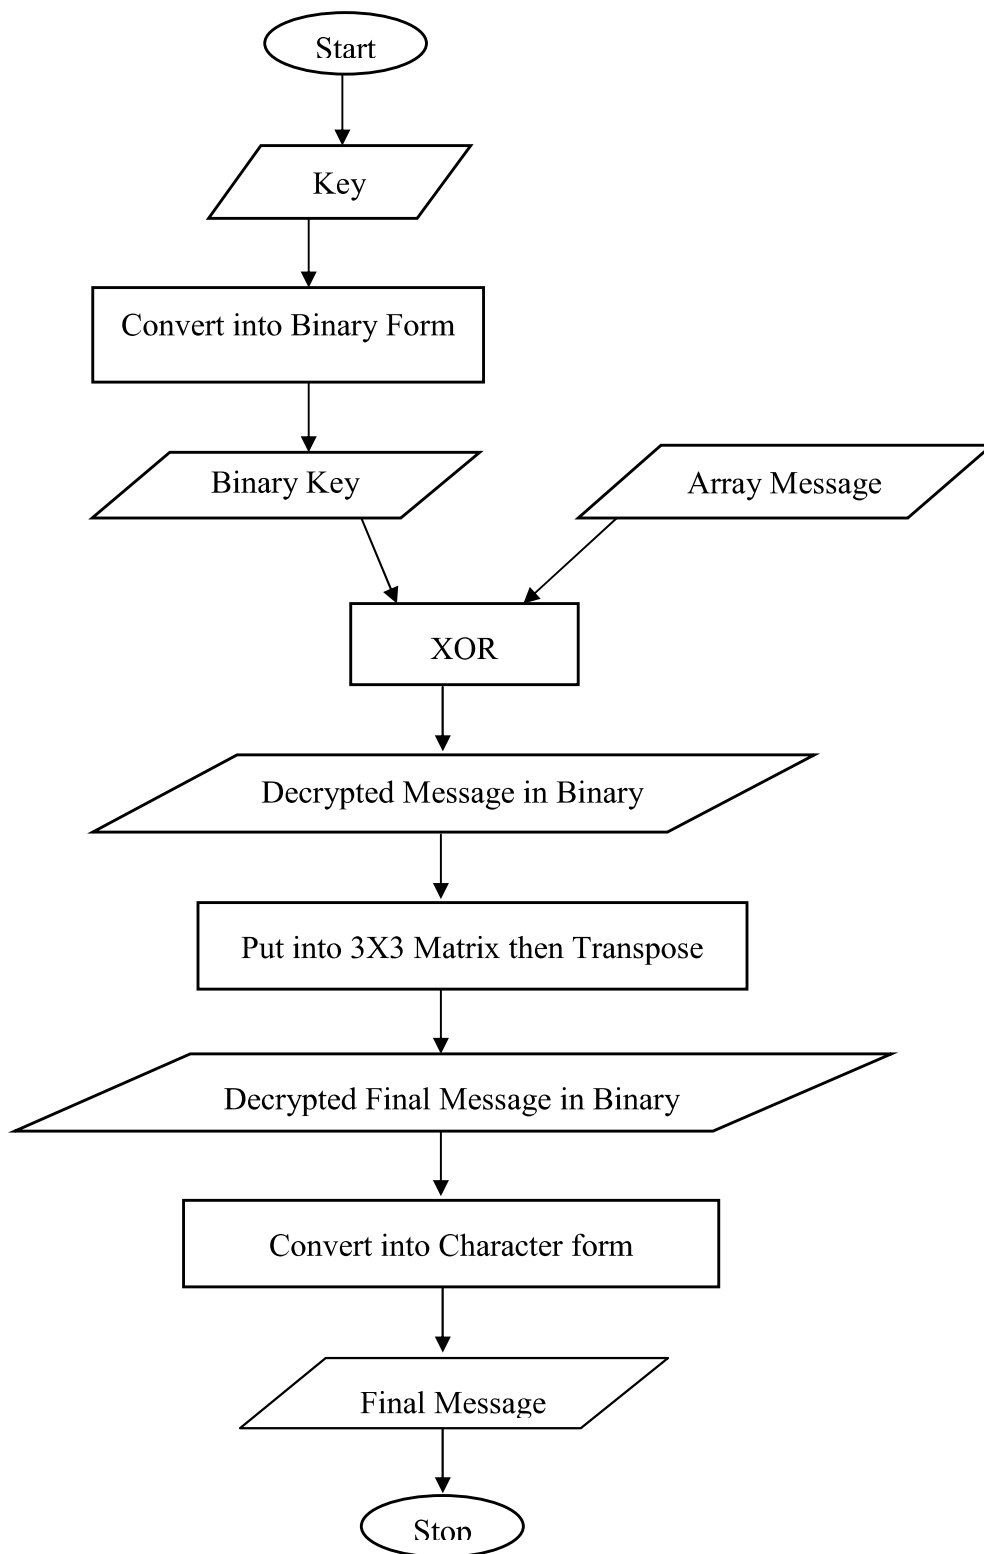 Start
Key
Convert into Binary Form
Binary Key
Array Message
XOR
Decrypted Message in Binary
Put into 3X3 Matrix then Transpose
Decrypted Final Message in Binary
Convert into Character form
Final Message
Stop